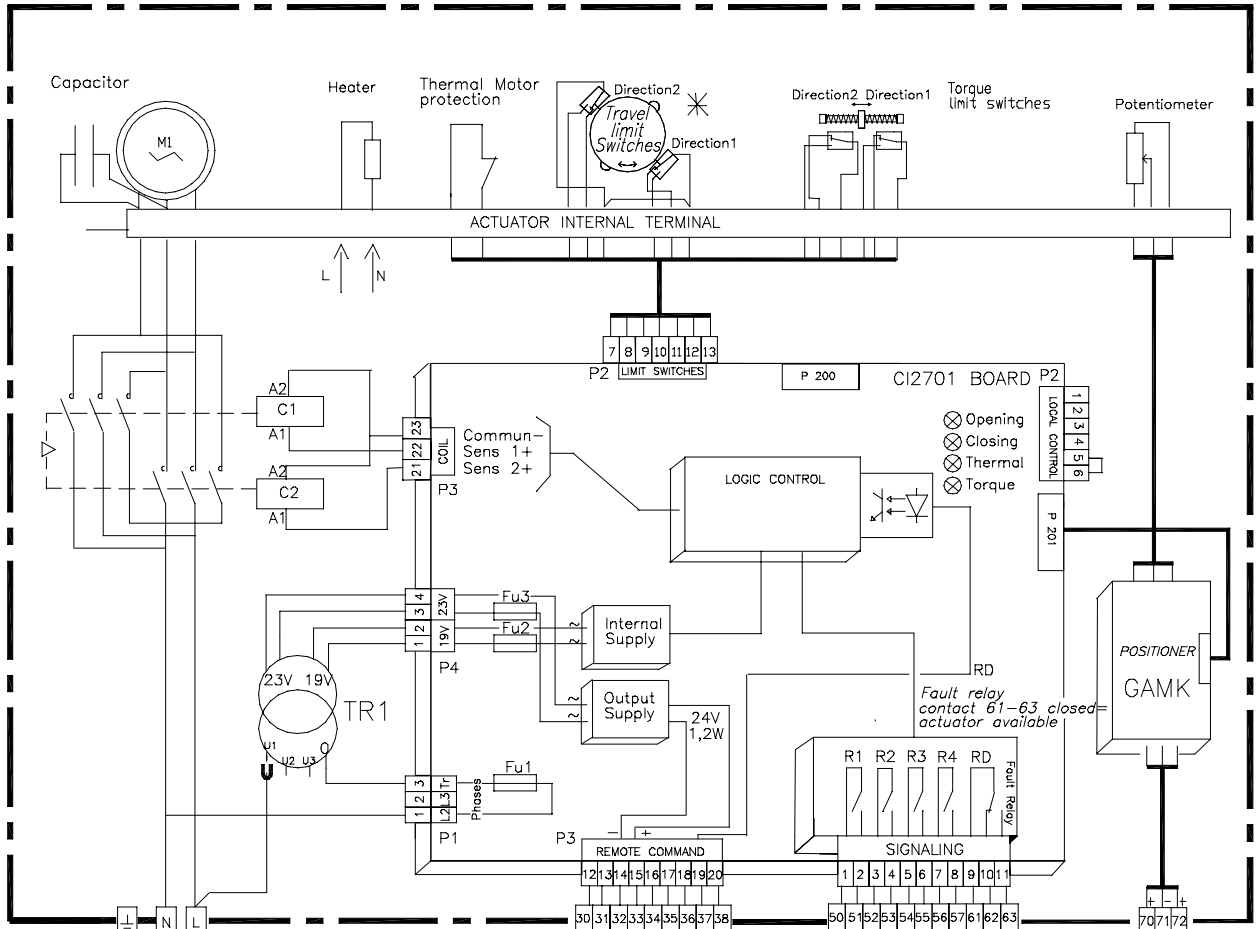 Capacitor
M1
Heater
Thermal Motor
protection
Direction2
Travel
limit
Switches
Direction1
Direction2 Direction1
Torque
limit switches
Potentiometer
ACTUATOR INTERNAL TERMINAL
L N
7 8 9 10 11 12 13
P2 LIMIT SWITCHES
P 200
CI2701 BOARD P2
1
2
3
4
5
6
LOCAL CONTROL
A2
C1
A1
A2
C2
A1
23
22
21
COIL
P3
Commun-
Sens 1+
Sens 2+
LOGIC CONTROL
Opening
Closing
Thermal
Torque
P 201
4
3
2
1
23V
19V
P4
Fu3
Fu2
~
~
Internal
Supply
~
~
Output
Supply
24V
1,2W
RD
Fault relay
contact 61-63 closed=
actuator available
POSITIONER
GAMK
23V 19V
TR1
U1
U2 U3
0
3
2
1
Tr
L3
L2
Phases
P1
Fu1
R1 R2 R3 R4 RD
Fault Relay
P3
- +
REMOTE COMMAND
12 13 14 15 16 17 18 19 20
30 31 32 33 34 35 36 37 38
SIGNALING
1 2 3 4 5 6 7 8 9 10 11
50 51 52 53 54 55 56 57 61 62 63
N L
+ - +
70 71 72